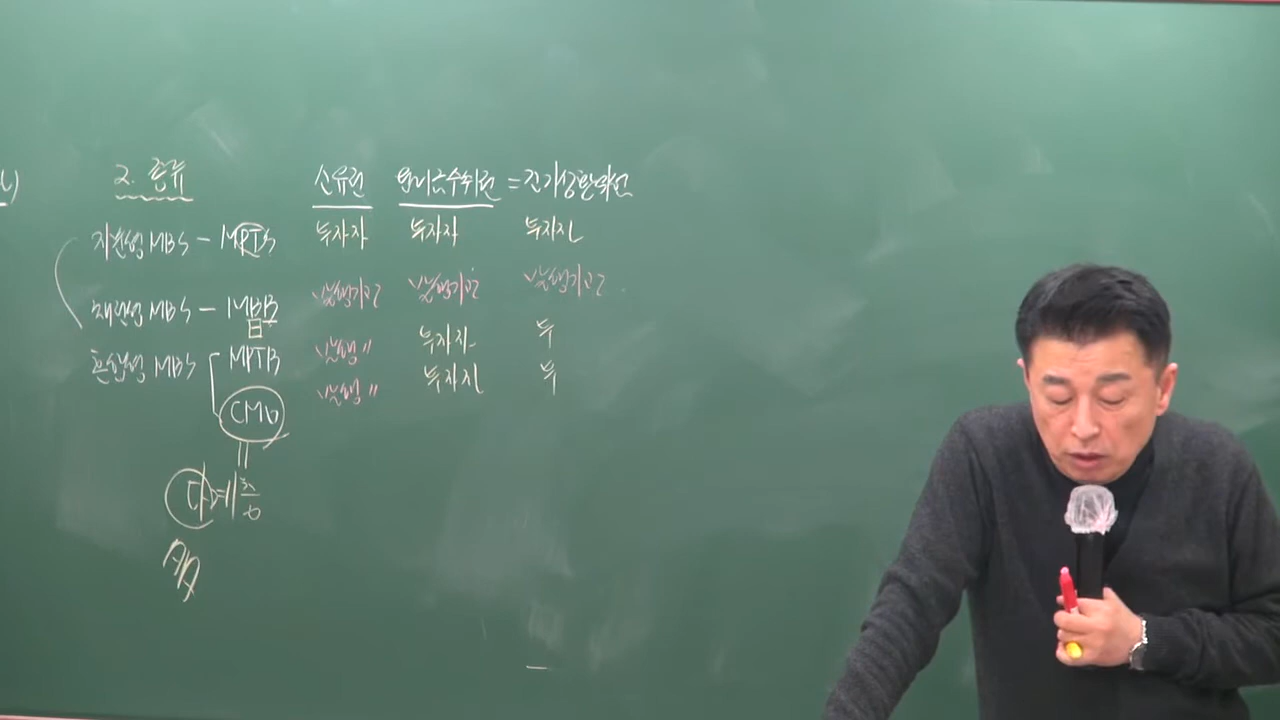 2. 종류 소유권 원리금수취권 = 조기상환위험
지분형 MBS - MPTS 투자자 투자자 투자자
채권형 MBS - MBB 발행기관 발행기관 발행기관
혼합형 MBS MPTB 발행 〃 투자자 투
CMO 발행 〃 투자자 투